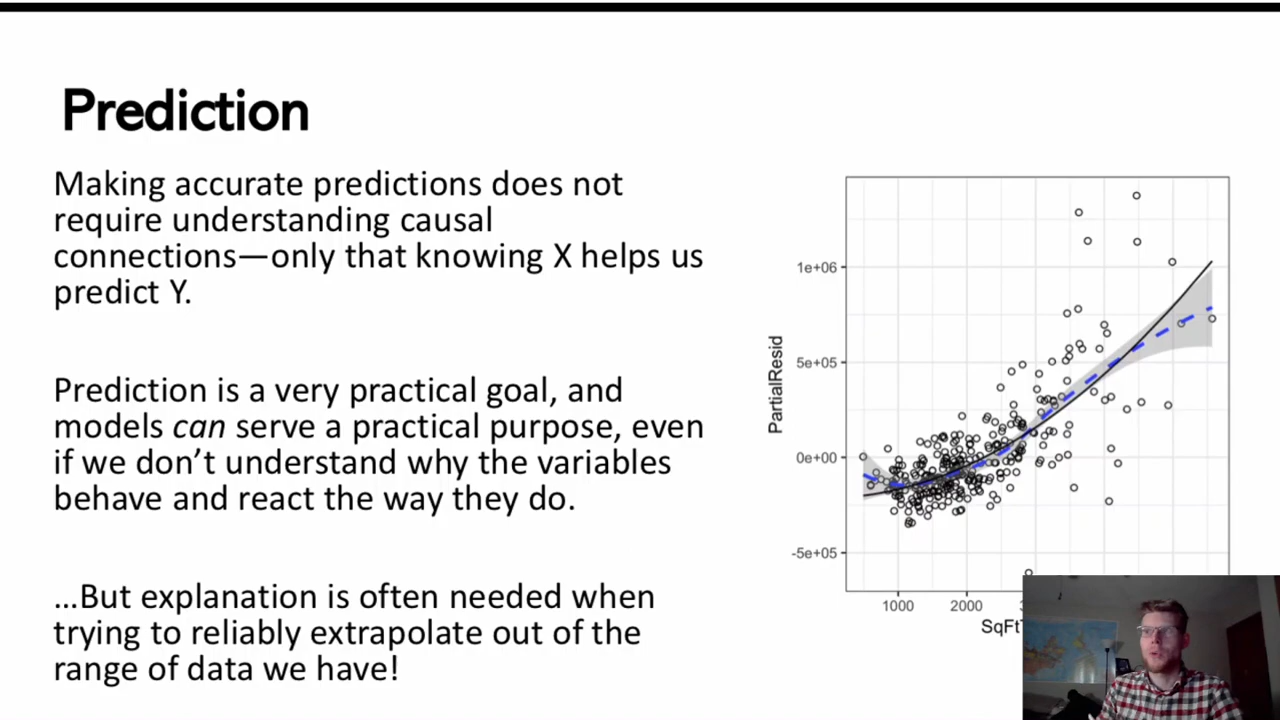 Prediction
Making accurate predictions does not
require understanding causal
connections—only that knowing X helps us
predict Y.
Prediction is a very practical goal, and
models can serve a practical purpose, even
if we don’t understand why the variables
behave and react the way they do.
…But explanation is often needed when
trying to reliably extrapolate out of the
range of data we have!
PartialResid
1e+06
5e+05
0e+00
-5e+05
1000 2000